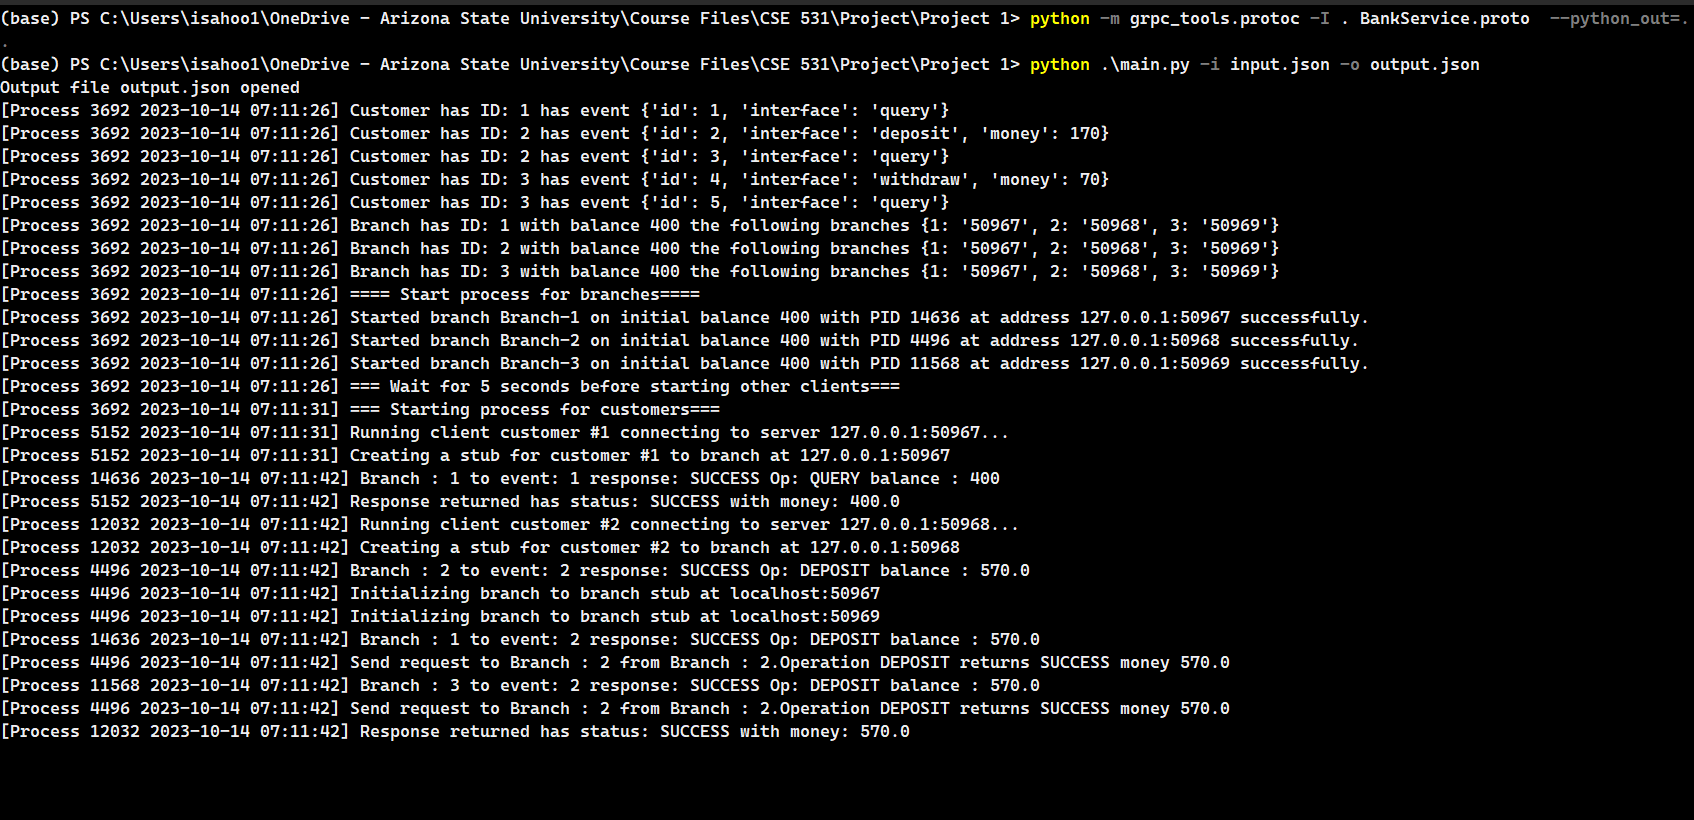 (base) PS C:\Users\isahoo1\OneDrive - Arizona State University\Course Files\CSE 531\Project\Project 1> python -m grpc_tools.protoc -I . BankService.proto  --python_out=.
.
(base) PS C:\Users\isahoo1\OneDrive - Arizona State University\Course Files\CSE 531\Project\Project 1> python .\main.py -i input.json -o output.json
Output file output.json opened
[Process 3692 2023-10-14 07:11:26] Customer has ID: 1 has event {'id': 1, 'interface': 'query'}
[Process 3692 2023-10-14 07:11:26] Customer has ID: 2 has event {'id': 2, 'interface': 'deposit', 'money': 170}
[Process 3692 2023-10-14 07:11:26] Customer has ID: 2 has event {'id': 3, 'interface': 'query'}
[Process 3692 2023-10-14 07:11:26] Customer has ID: 3 has event {'id': 4, 'interface': 'withdraw', 'money': 70}
[Process 3692 2023-10-14 07:11:26] Customer has ID: 3 has event {'id': 5, 'interface': 'query'}
[Process 3692 2023-10-14 07:11:26] Branch has ID: 1 with balance 400 the following branches {1: '50967', 2: '50968', 3: '50969'}
[Process 3692 2023-10-14 07:11:26] Branch has ID: 2 with balance 400 the following branches {1: '50967', 2: '50968', 3: '50969'}
[Process 3692 2023-10-14 07:11:26] Branch has ID: 3 with balance 400 the following branches {1: '50967', 2: '50968', 3: '50969'}
[Process 3692 2023-10-14 07:11:26] ==== Start process for branches====
[Process 3692 2023-10-14 07:11:26] Started branch Branch-1 on initial balance 400 with PID 14636 at address 127.0.0.1:50967 successfully.
[Process 3692 2023-10-14 07:11:26] Started branch Branch-2 on initial balance 400 with PID 4496 at address 127.0.0.1:50968 successfully.
[Process 3692 2023-10-14 07:11:26] Started branch Branch-3 on initial balance 400 with PID 11568 at address 127.0.0.1:50969 successfully.
[Process 3692 2023-10-14 07:11:26] === Wait for 5 seconds before starting other clients===
[Process 3692 2023-10-14 07:11:31] === Starting process for customers===
[Process 5152 2023-10-14 07:11:31] Running client customer #1 connecting to server 127.0.0.1:50967...
[Process 5152 2023-10-14 07:11:31] Creating a stub for customer #1 to branch at 127.0.0.1:50967
[Process 14636 2023-10-14 07:11:42] Branch : 1 to event: 1 response: SUCCESS Op: QUERY balance : 400
[Process 5152 2023-10-14 07:11:42] Response returned has status: SUCCESS with money: 400.0
[Process 12032 2023-10-14 07:11:42] Running client customer #2 connecting to server 127.0.0.1:50968...
[Process 12032 2023-10-14 07:11:42] Creating a stub for customer #2 to branch at 127.0.0.1:50968
[Process 4496 2023-10-14 07:11:42] Branch : 2 to event: 2 response: SUCCESS Op: DEPOSIT balance : 570.0
[Process 4496 2023-10-14 07:11:42] Initializing branch to branch stub at localhost:50967
[Process 4496 2023-10-14 07:11:42] Initializing branch to branch stub at localhost:50969
[Process 14636 2023-10-14 07:11:42] Branch : 1 to event: 2 response: SUCCESS Op: DEPOSIT balance : 570.0
[Process 4496 2023-10-14 07:11:42] Send request to Branch : 2 from Branch : 2.Operation DEPOSIT returns SUCCESS money 570.0
[Process 11568 2023-10-14 07:11:42] Branch : 3 to event: 2 response: SUCCESS Op: DEPOSIT balance : 570.0
[Process 4496 2023-10-14 07:11:42] Send request to Branch : 2 from Branch : 2.Operation DEPOSIT returns SUCCESS money 570.0
[Process 12032 2023-10-14 07:11:42] Response returned has status: SUCCESS with money: 570.0